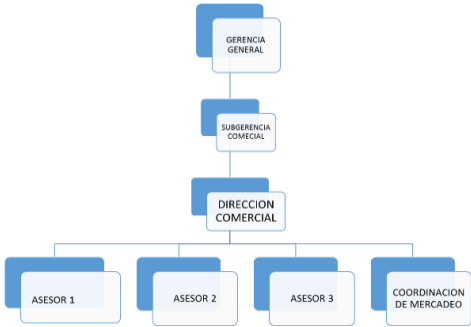 GERENCIA
GENERAL
SUBGERENCIA
COMECIAL
DIRECCION
COMERCIAL
ASESOR 1
ASESOR 2
ASESOR 3
COORDINACION
DE MERCADEO